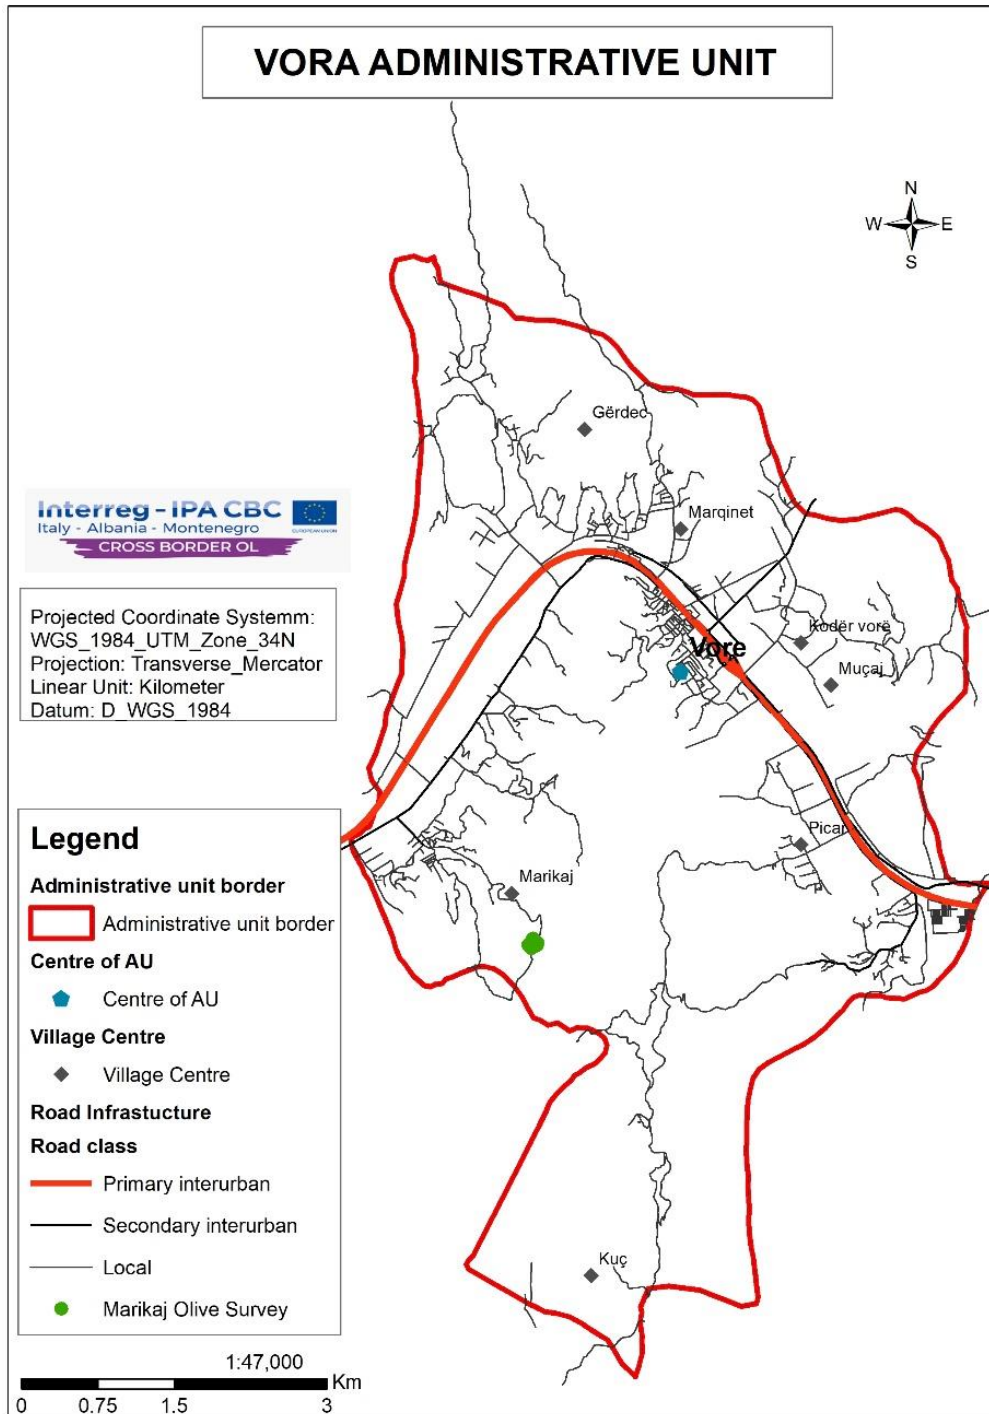 VORA ADMINISTRATIVE UNIT
N
W E
S
Gërdec
Marqinet
Interreg - IPA CBC
Italy - Albania - Montenegro
EUROPEAN UNION
CROSS BORDER OL
Projected Coordinate Systemm:
WGS_1984_UTM_Zone_34N
Projection: Transverse_Mercator
Linear Unit: Kilometer
Datum: D_WGS_1984
Kodër vorë
Vore
Muçaj
Picar
Marikaj
Kuç
Legend
Administrative unit border
Administrative unit border
Centre of AU
Centre of AU
Village Centre
Village Centre
Road Infrastucture
Road class
Primary interurban
Secondary interurban
Local
Marikaj Olive Survey
1:47,000
Km
0 0.75 1.5 3